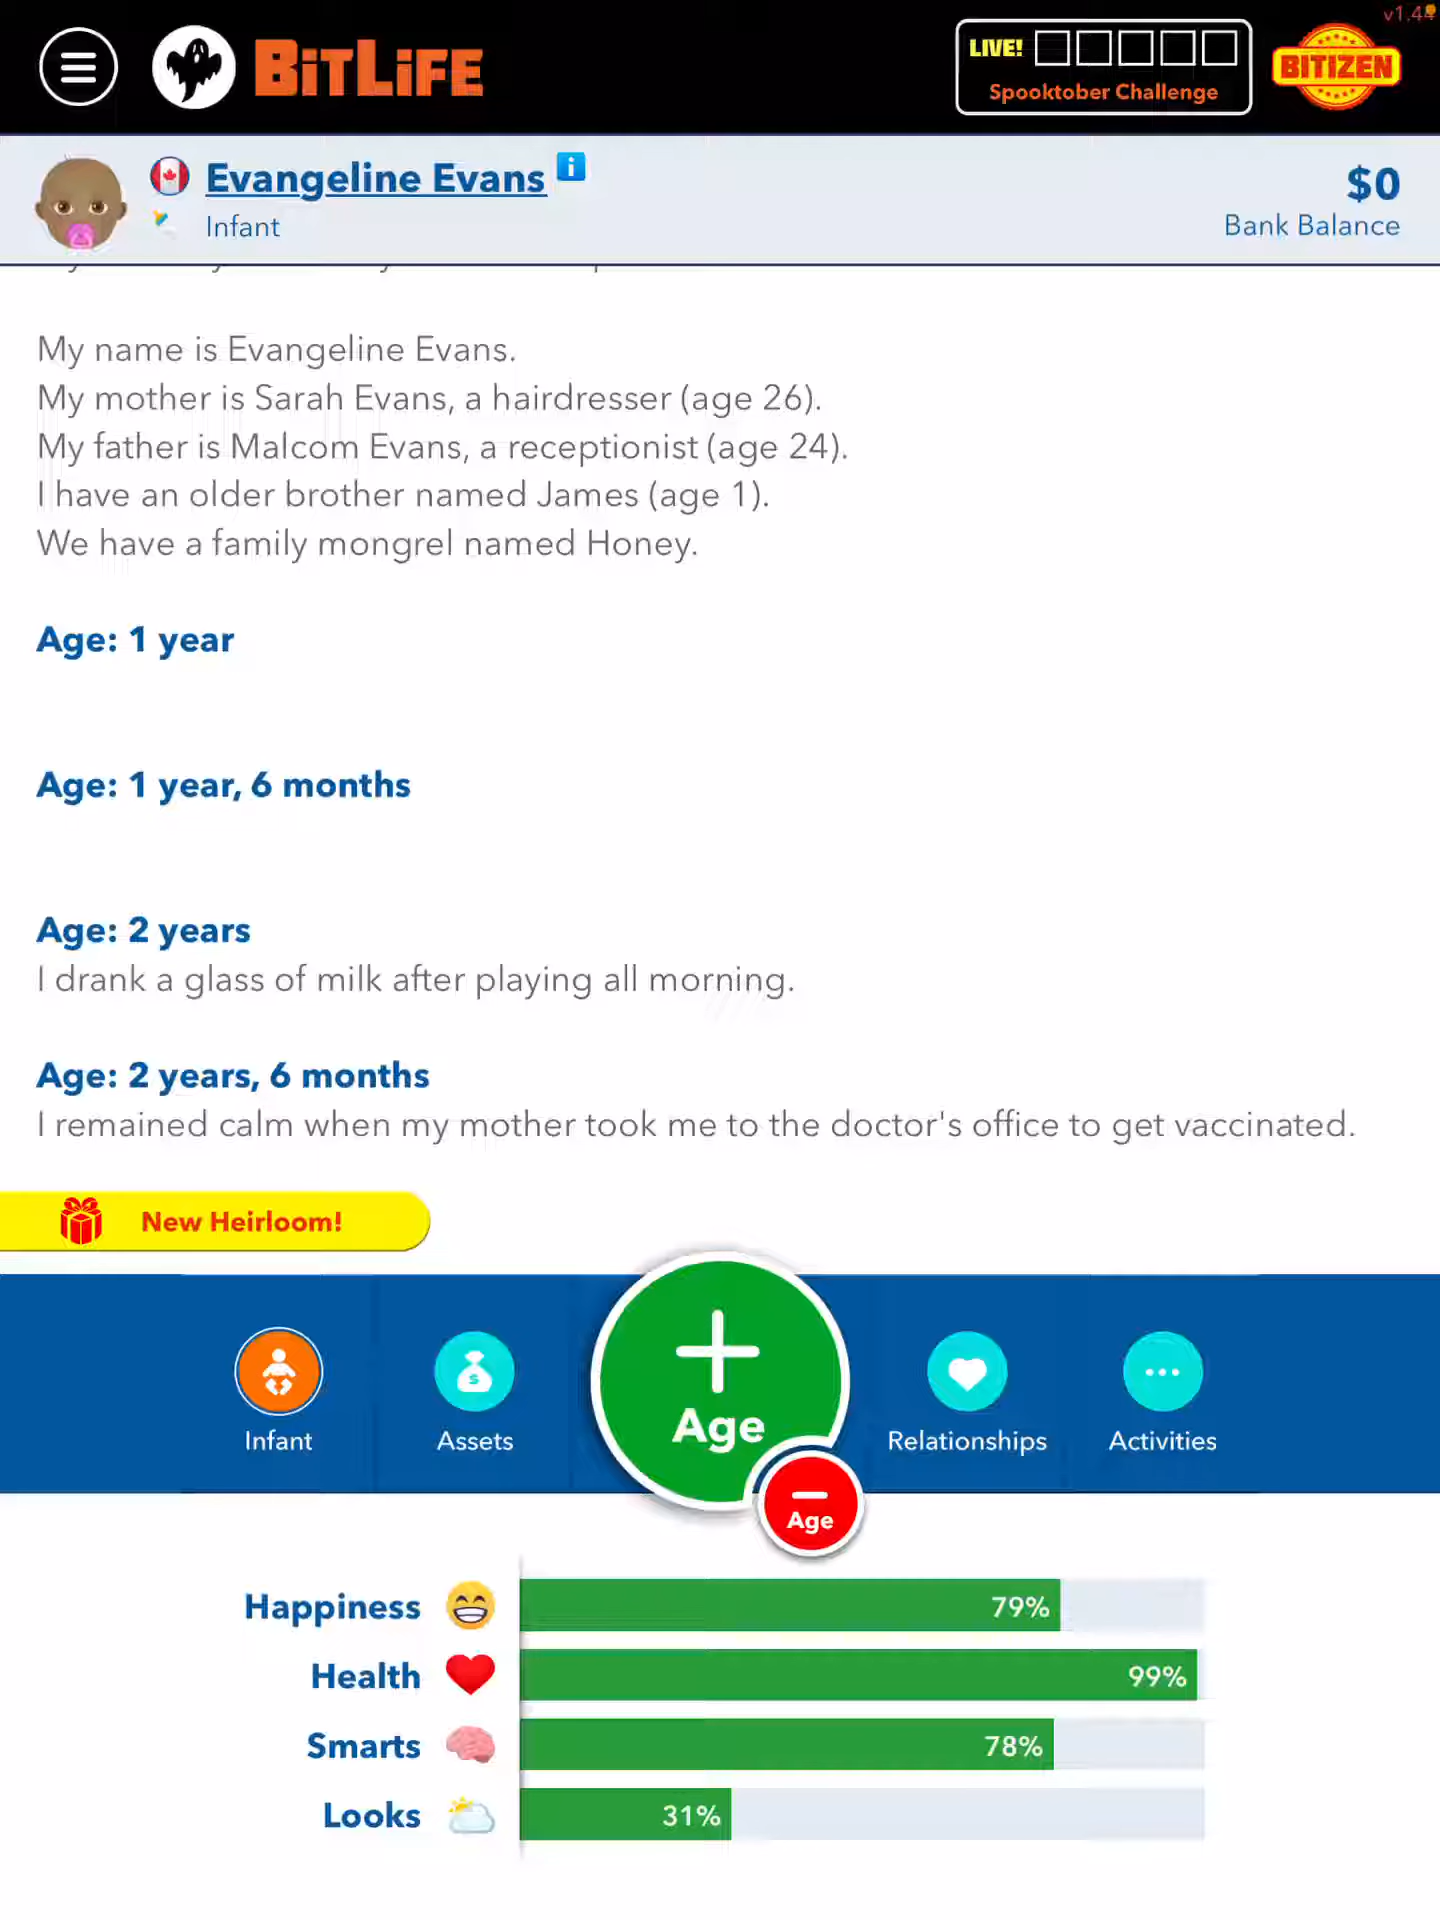 v1.44
BiTLiFE
LIVE!
Spooktober Challenge
BITIZEN
Evangeline Evans
i
$0
Infant
Bank Balance
My name is Evangeline Evans.
My mother is Sarah Evans, a hairdresser (age 26).
My father is Malcom Evans, a receptionist (age 24).
I have an older brother named James (age 1).
We have a family mongrel named Honey.
Age: 1 year
Age: 1 year, 6 months
Age: 2 years
I drank a glass of milk after playing all morning.
Age: 2 years, 6 months
I remained calm when my mother took me to the doctor's office to get vaccinated.
New Heirloom!
Infant
$
Assets
+
Age
Relationships
Activities
−
Age
Happiness
79%
Health
99%
Smarts
78%
Looks
31%